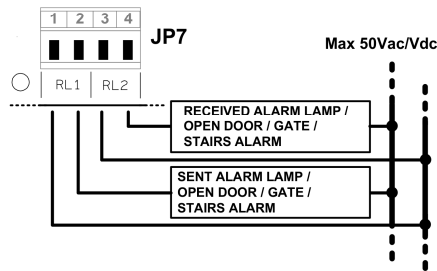 1 2 3 4
JP7
Max 50Vac/Vdc
RL1 RL2
RECEIVED ALARM LAMP /
OPEN DOOR / GATE /
STAIRS ALARM
SENT ALARM LAMP /
OPEN DOOR / GATE /
STAIRS ALARM